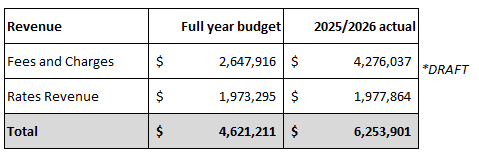 Revenue Full year budget 2025/2026 actual
Fees and Charges $ 2,647,916 $ 4,276,037
*DRAFT
Rates Revenue $ 1,973,295 $ 1,977,864
Total $ 4,621,211 $ 6,253,901